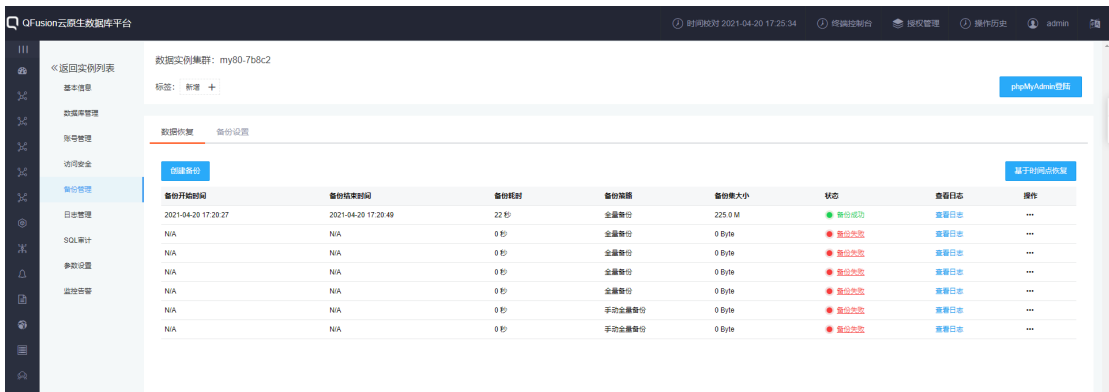 QFusion云原生数据库平台 时间校对 2021-04-20 17:25:34 终端控制台 授权管理 操作历史 admin
≪返回实例列表
基本信息
数据库管理
账号管理
访问安全
备份管理
日志管理
SQL审计
参数设置
监控告警
数据实例集群: my80-7b8c2
标签: 新增 +
phpMyAdmin登陆
数据恢复 备份设置
创建备份 基于时间点恢复
备份开始时间 备份结束时间 备份耗时 备份策略 备份集大小 状态 查看日志 操作
2021-04-20 17:20:27 2021-04-20 17:20:49 22 秒 全量备份 225.0 M 备份成功 查看日志 ...
N/A N/A 0 秒 全量备份 0 Byte 备份失败 查看日志 ...
N/A N/A 0 秒 全量备份 0 Byte 备份失败 查看日志 ...
N/A N/A 0 秒 全量备份 0 Byte 备份失败 查看日志 ...
N/A N/A 0 秒 全量备份 0 Byte 备份失败 查看日志 ...
N/A N/A 0 秒 手动全量备份 0 Byte 备份失败 查看日志 ...
N/A N/A 0 秒 手动全量备份 0 Byte 备份失败 查看日志 ...